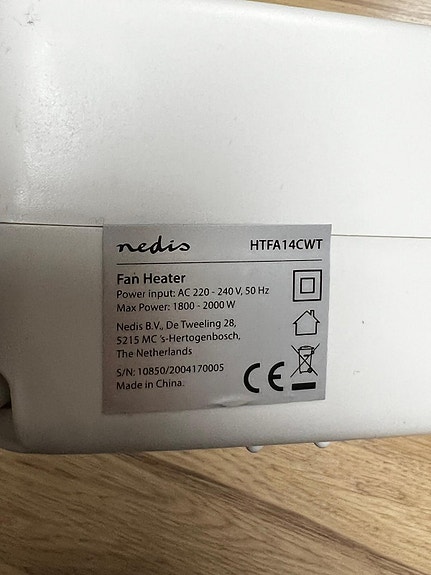 nedis HTFA14CWT
Fan Heater
Power input: AC 220 - 240 V, 50 Hz
Max Power: 1800 - 2000 W
Nedis B.V., De Tweeling 28,
5215 MC 's-Hertogenbosch,
The Netherlands
S/N: 10850/2004170005
Made in China.
CE